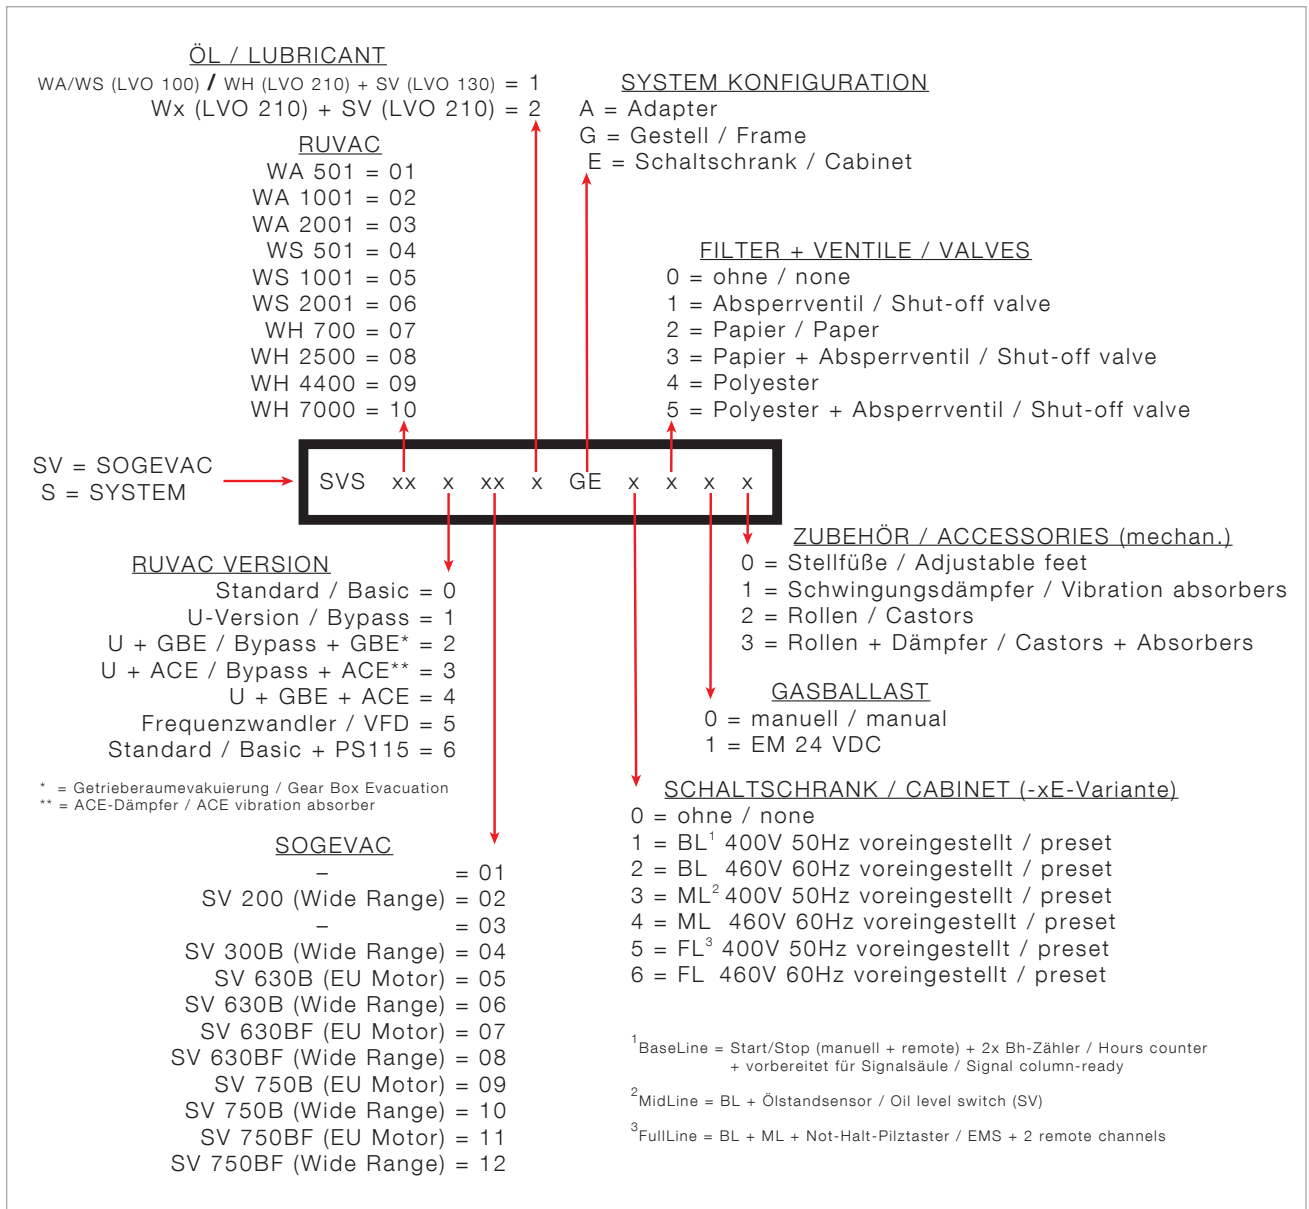 ÖL / LUBRICANT
WA/WS (LVO 100) / WH (LVO 210) + SV (LVO 130) = 1
Wx (LVO 210) + SV (LVO 210) = 2
SYSTEM KONFIGURATION
A = Adapter
G = Gestell / Frame
E = Schaltschrank / Cabinet
RUVAC
WA 501 = 01
WA 1001 = 02
WA 2001 = 03
WS 501 = 04
WS 1001 = 05
WS 2001 = 06
WH 700 = 07
WH 2500 = 08
WH 4400 = 09
WH 7000 = 10
FILTER + VENTILE / VALVES
0 = ohne / none
1 = Absperrventil / Shut-off valve
2 = Papier / Paper
3 = Papier + Absperrventil / Shut-off valve
4 = Polyester
5 = Polyester + Absperrventil / Shut-off valve
SV = SOGEVAC
S = SYSTEM
SVS xx x xx x GE x x x x
RUVAC VERSION
Standard / Basic = 0
U-Version / Bypass = 1
U + GBE / Bypass + GBE* = 2
U + ACE / Bypass + ACE** = 3
U + GBE + ACE = 4
Frequenzwandler / VFD = 5
Standard / Basic + PS115 = 6
* = Getrieberaumevakuierung / Gear Box Evacuation
** = ACE-Dämpfer / ACE vibration absorber
ZUBEHÖR / ACCESSORIES (mechan.)
0 = Stellfüße / Adjustable feet
1 = Schwingungsdämpfer / Vibration absorbers
2 = Rollen / Castors
3 = Rollen + Dämpfer / Castors + Absorbers
GASBALLAST
0 = manuell / manual
1 = EM 24 VDC
SOGEVAC
– = 01
SV 200 (Wide Range) = 02
– = 03
SV 300B (Wide Range) = 04
SV 630B (EU Motor) = 05
SV 630B (Wide Range) = 06
SV 630BF (EU Motor) = 07
SV 630BF (Wide Range) = 08
SV 750B (EU Motor) = 09
SV 750B (Wide Range) = 10
SV 750BF (EU Motor) = 11
SV 750BF (Wide Range) = 12
SCHALTSCHRANK / CABINET (-xE-Variante)
0 = ohne / none
1 = BL¹ 400V 50Hz voreingestellt / preset
2 = BL 460V 60Hz voreingestellt / preset
3 = ML² 400V 50Hz voreingestellt / preset
4 = ML 460V 60Hz voreingestellt / preset
5 = FL³ 400V 50Hz voreingestellt / preset
6 = FL 460V 60Hz voreingestellt / preset
¹BaseLine = Start/Stop (manuell + remote) + 2x Bh-Zähler / Hours counter
+ vorbereitet für Signalsäule / Signal column-ready
²MidLine = BL + Ölstandsensor / Oil level switch (SV)
³FullLine = BL + ML + Not-Halt-Pilztaster / EMS + 2 remote channels